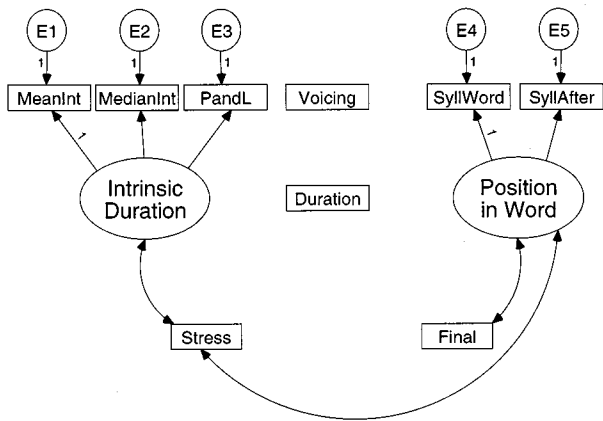 E1 E2 E3 E4 E5
1 1 1 1 1
MeanInt MedianInt PandL Voicing SyllWord SyllAfter
1 1
Intrinsic
Duration
Duration
Position
in Word
Stress Final